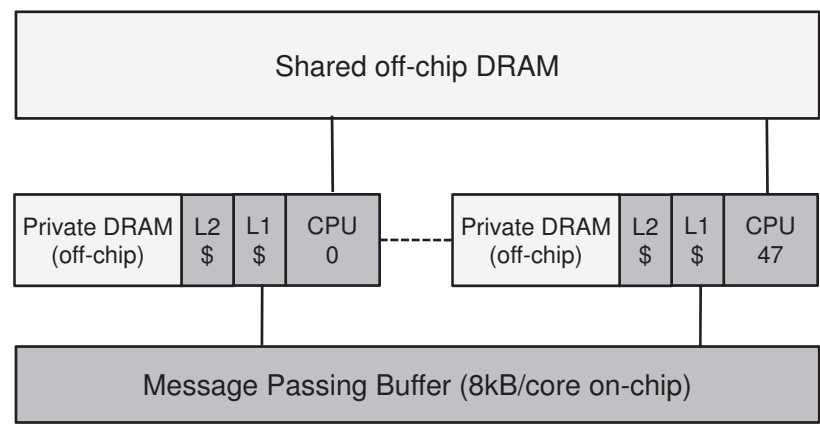 Shared off-chip DRAM
Private DRAM
(off-chip)
L2
$
L1
$
CPU
0
Private DRAM
(off-chip)
L2
$
L1
$
CPU
47
Message Passing Buffer (8kB/core on-chip)